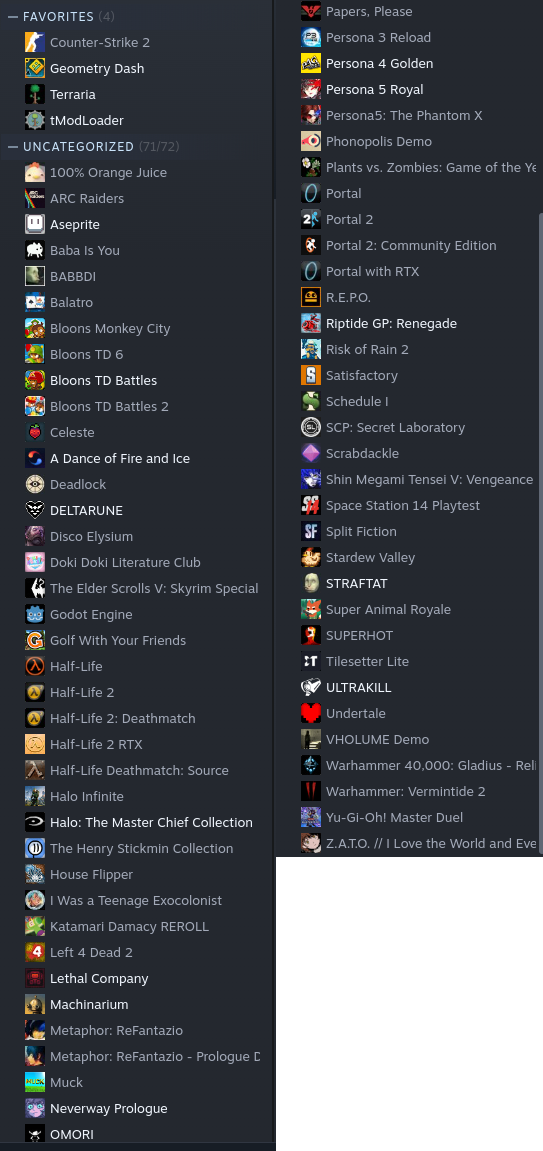 FAVORITES (4)
Counter-Strike 2
Geometry Dash
Terraria
tModLoader
UNCATEGORIZED (71/72)
100% Orange Juice
ARC Raiders
Aseprite
Baba Is You
BABBDI
Balatro
Bloons Monkey City
Bloons TD 6
Bloons TD Battles
Bloons TD Battles 2
Celeste
A Dance of Fire and Ice
Deadlock
DELTARUNE
Disco Elysium
Doki Doki Literature Club
The Elder Scrolls V: Skyrim Special
Godot Engine
Golf With Your Friends
Half-Life
Half-Life 2
Half-Life 2: Deathmatch
Half-Life 2 RTX
Half-Life Deathmatch: Source
Halo Infinite
Halo: The Master Chief Collection
The Henry Stickmin Collection
House Flipper
I Was a Teenage Exocolonist
Katamari Damacy REROLL
Left 4 Dead 2
Lethal Company
Machinarium
Metaphor: ReFantazio
Metaphor: ReFantazio - Prologue D
Muck
Neverway Prologue
OMORI
Papers, Please
Persona 3 Reload
Persona 4 Golden
Persona 5 Royal
Persona5: The Phantom X
Phonopolis Demo
Plants vs. Zombies: Game of the Ye
Portal
Portal 2
Portal 2: Community Edition
Portal with RTX
R.E.P.O.
Riptide GP: Renegade
Risk of Rain 2
Satisfactory
Schedule I
SCP: Secret Laboratory
Scrabdackle
Shin Megami Tensei V: Vengeance
Space Station 14 Playtest
Split Fiction
Stardew Valley
STRAFTAT
Super Animal Royale
SUPERHOT
Tilesetter Lite
ULTRAKILL
Undertale
VHOLUME Demo
Warhammer 40,000: Gladius - Reli
Warhammer: Vermintide 2
Yu-Gi-Oh! Master Duel
Z.A.T.O. // I Love the World and Eve